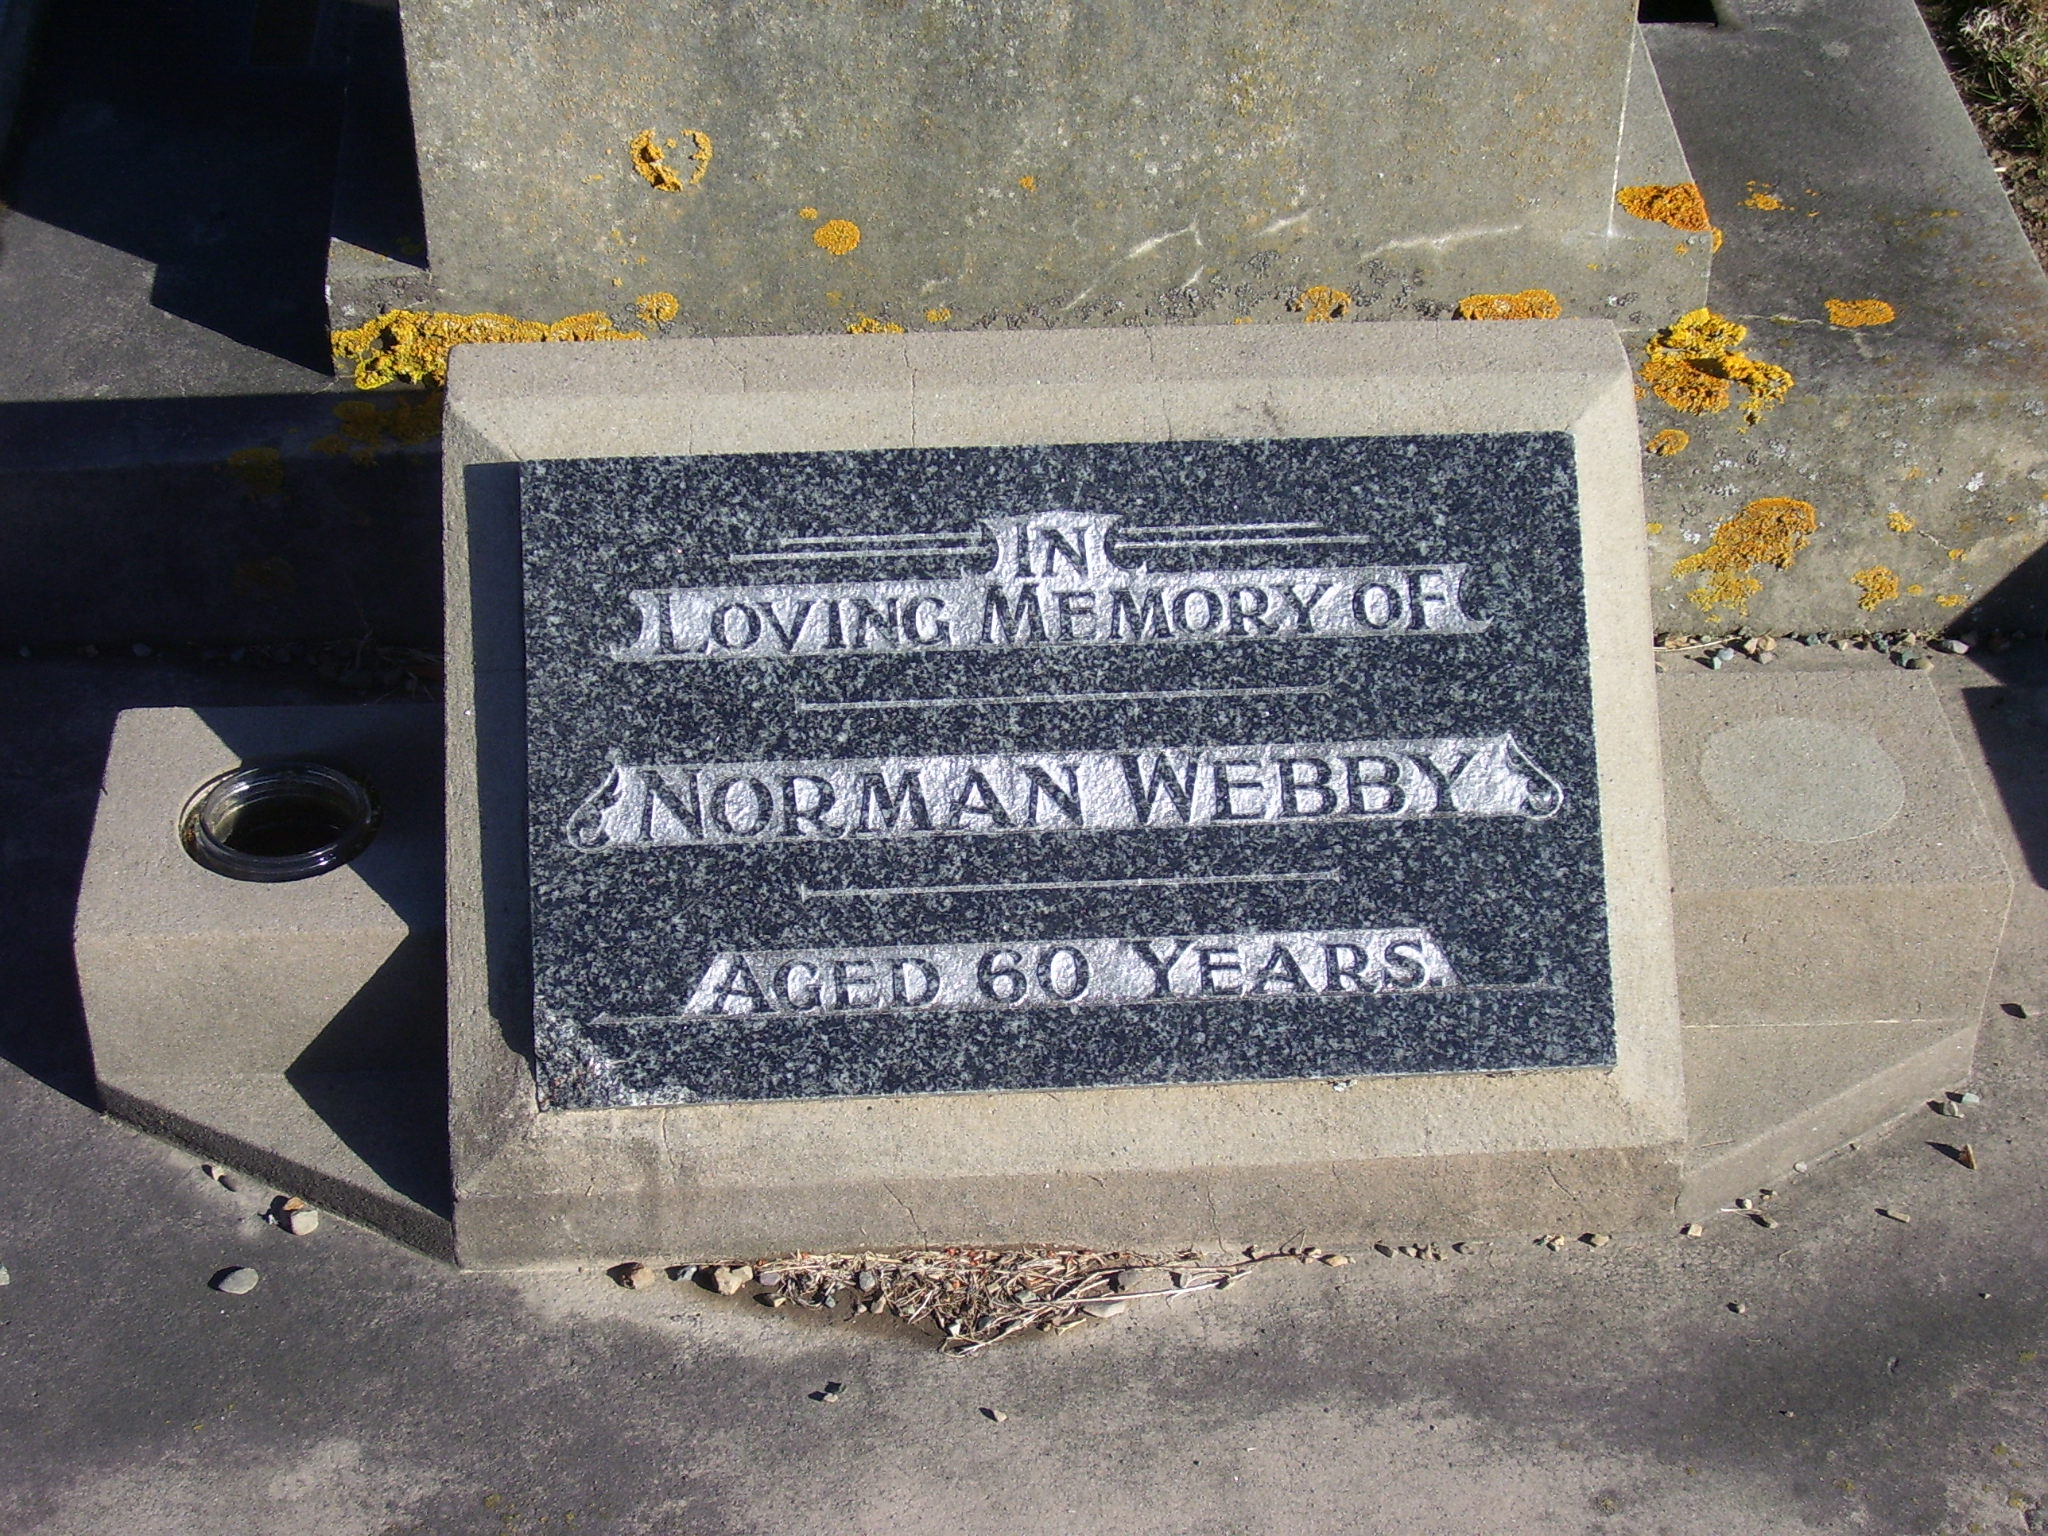 IN
LOVING MEMORY OF
NORMAN WEBBY
AGED 60 YEARS.